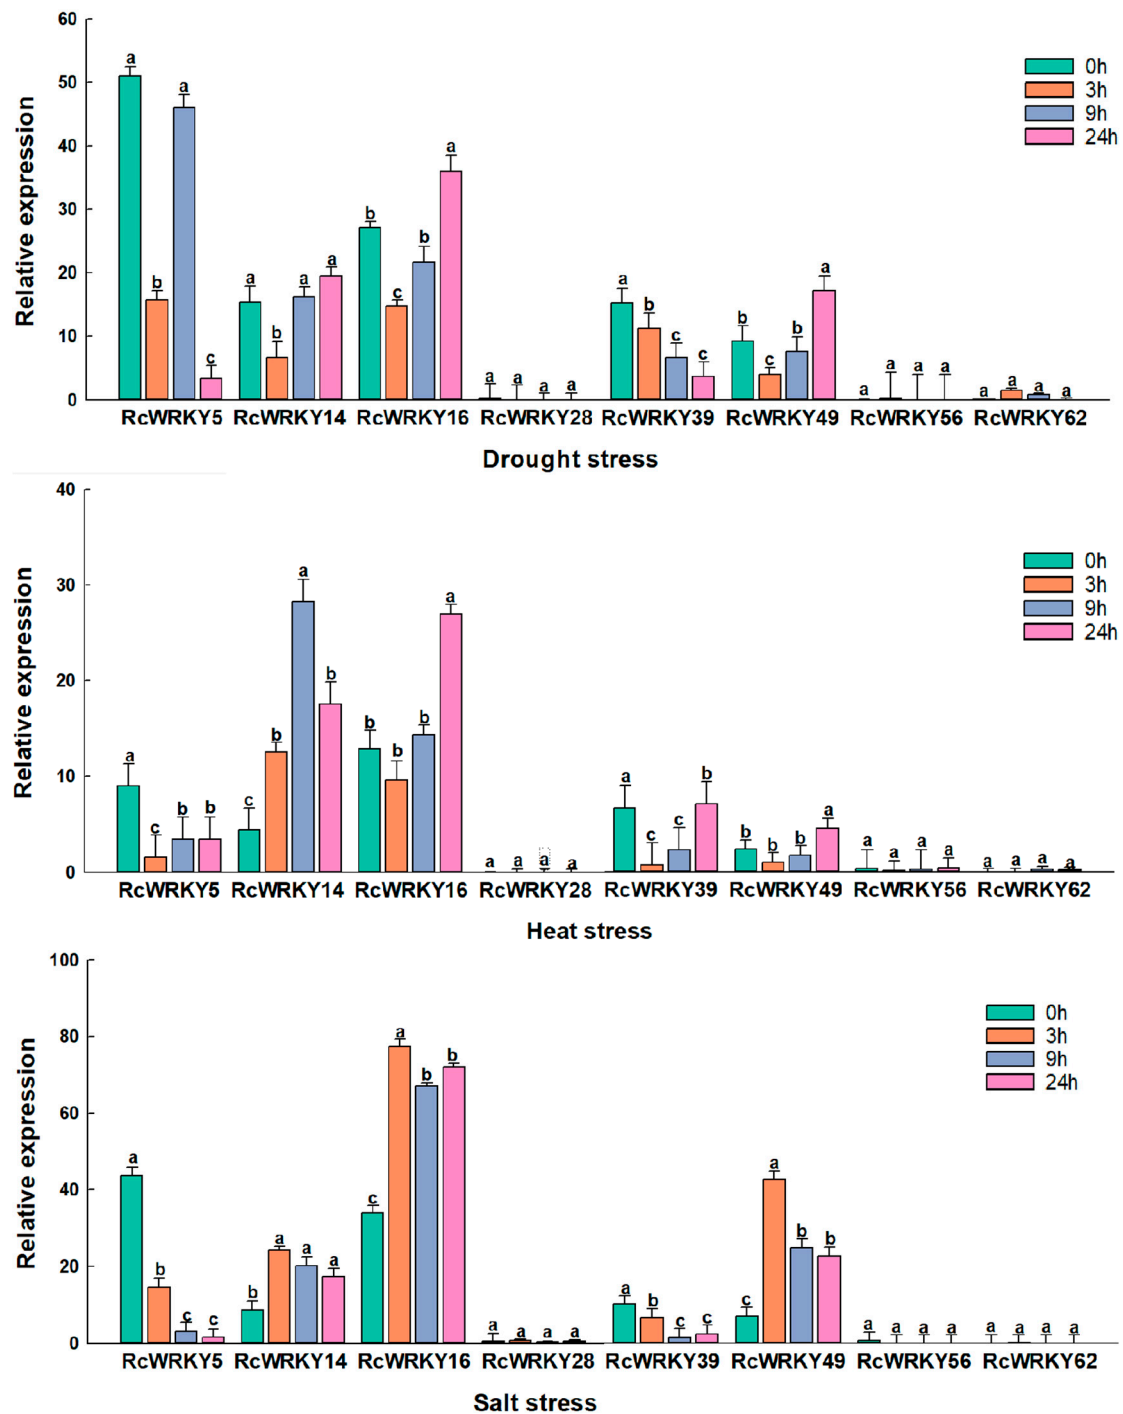 Relative expression
60
50
40
30
20
10
0
0h
3h
9h
24h
a b a c
a b a a
b c b a
a a a a
a b c c
b c b a
a a a a
a a a a
RcWRKY5 RcWRKY14 RcWRKY16 RcWRKY28 RcWRKY39 RcWRKY49 RcWRKY56 RcWRKY62
Drought stress
Relative expression
40
30
20
10
0
0h
3h
9h
24h
a c b b
c b a b
b b b a
a a a a
a c c b
b b b a
a a a a
a a a a
RcWRKY5 RcWRKY14 RcWRKY16 RcWRKY28 RcWRKY39 RcWRKY49 RcWRKY56 RcWRKY62
Heat stress
Relative expression
100
80
60
40
20
0
0h
3h
9h
24h
a b c c
b a a a
c a b b
a a a a
a b c c
c a b b
a a a a
a a a a
RcWRKY5 RcWRKY14 RcWRKY16 RcWRKY28 RcWRKY39 RcWRKY49 RcWRKY56 RcWRKY62
Salt stress